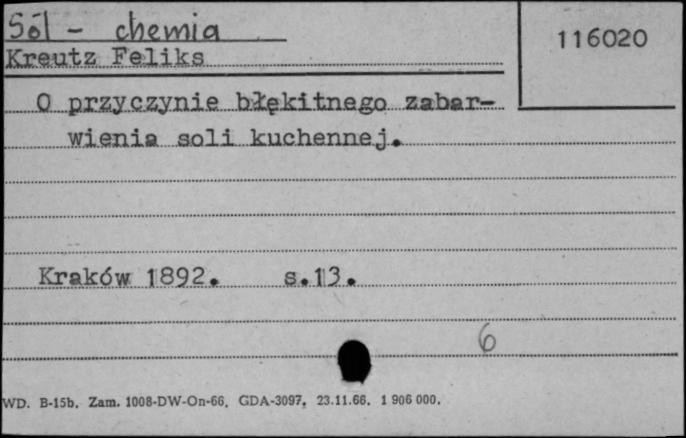 Sól - chemia
116020
Kreutz Feliks
O przyczynie błękitnego zabar-
wienia soli kuchennej.
Kraków 1892. s.13.
6
WD. B-15b. Zam. 1008-DW-On-66. GDA-3097. 23.11.66. 1 906 000.